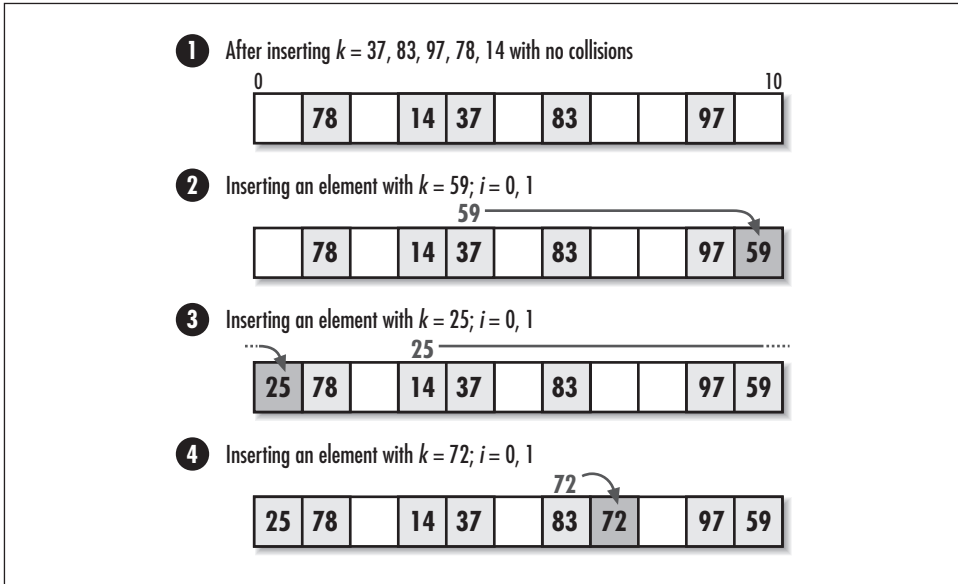 1 After inserting k = 37, 83, 97, 78, 14 with no collisions
0 10
78 14 37 83 97
2 Inserting an element with k = 59; i = 0, 1
59
78 14 37 83 97 59
3 Inserting an element with k = 25; i = 0, 1
25
25 78 14 37 83 97 59
4 Inserting an element with k = 72; i = 0, 1
72
25 78 14 37 83 72 97 59